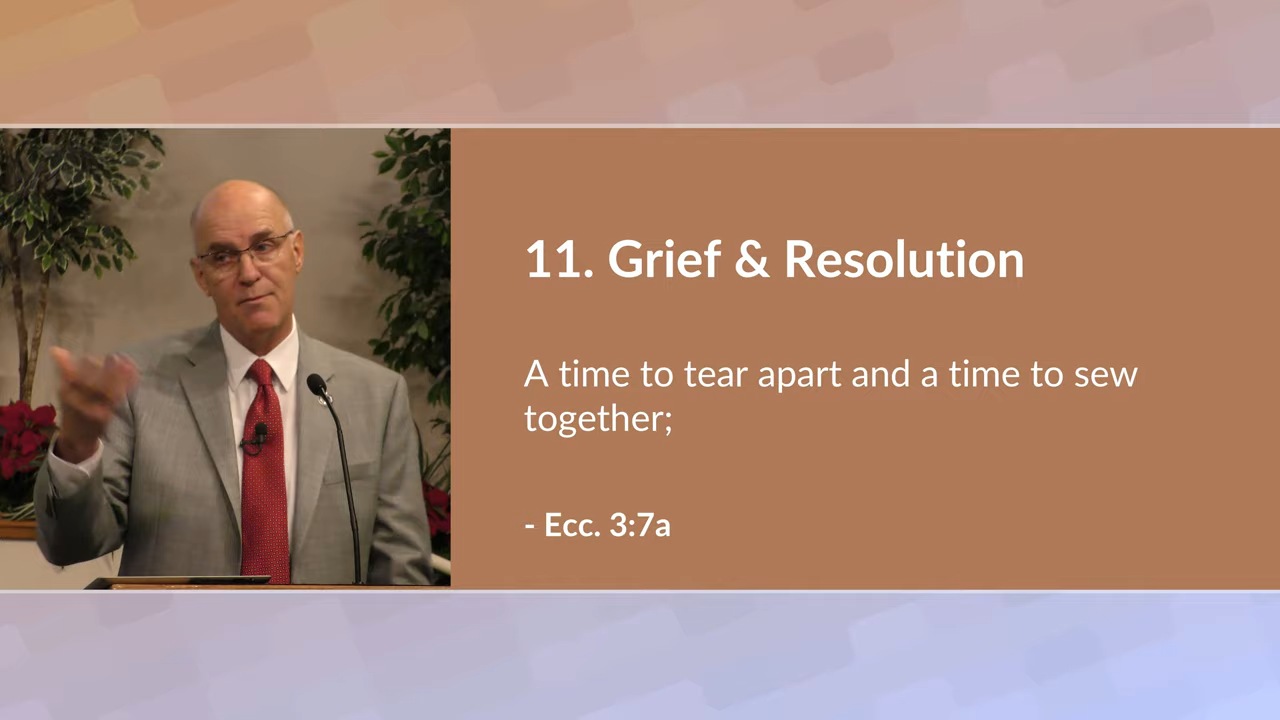 11. Grief & Resolution
A time to tear apart and a time to sew
together;
- Ecc. 3:7a